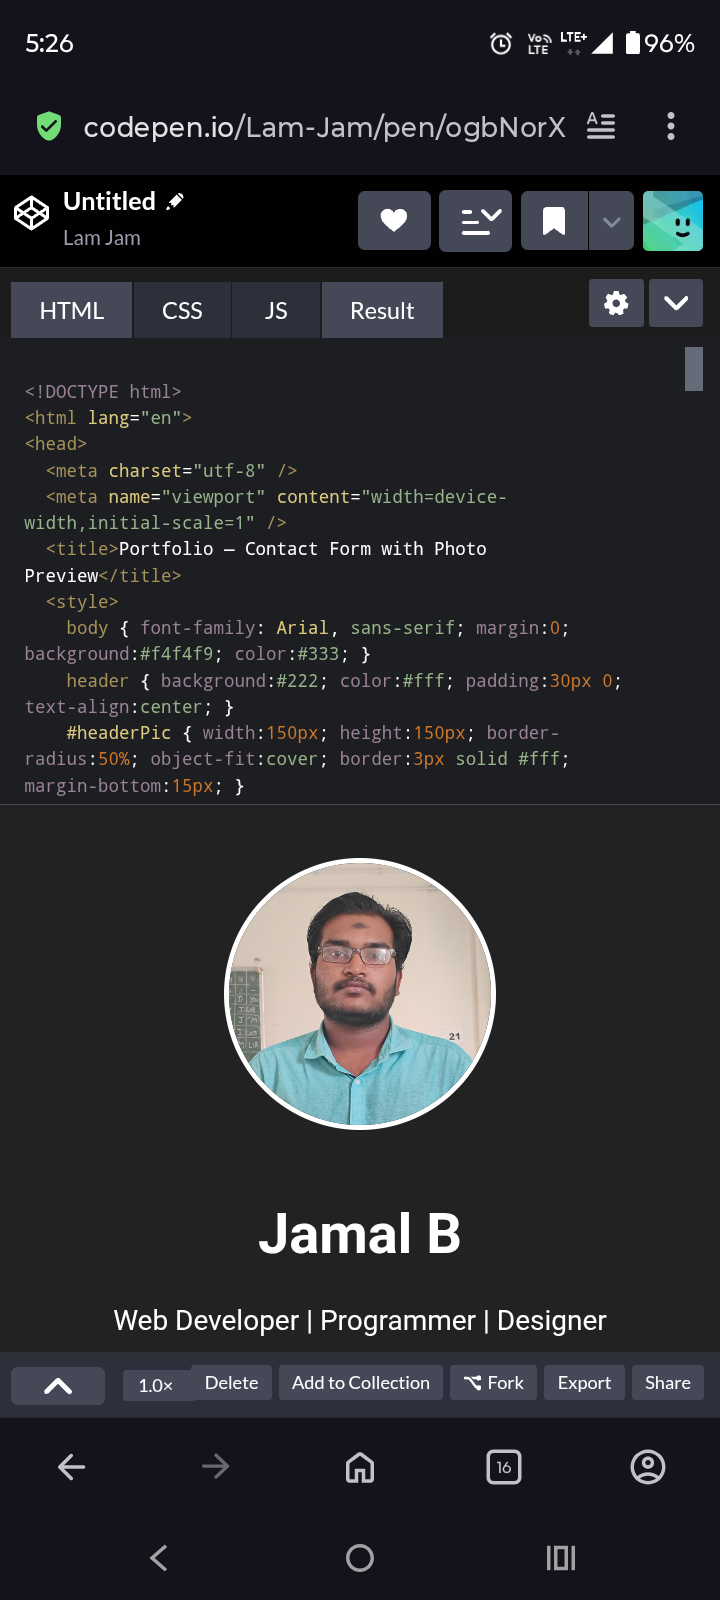 5:26
Vo LTE
LTE+
96%
codepen.io/Lam-Jam/pen/ogbNorX
Untitled
Lam Jam
HTML CSS JS Result
<!DOCTYPE html>
<html lang="en">
<head>
<meta charset="utf-8" />
<meta name="viewport" content="width=device-
width,initial-scale=1" />
<title>Portfolio — Contact Form with Photo
Preview</title>
<style>
body { font-family: Arial, sans-serif; margin:0;
background:#f4f4f9; color:#333; }
header { background:#222; color:#fff; padding:30px 0;
text-align:center; }
#headerPic { width:150px; height:150px; border-
radius:50%; object-fit:cover; border:3px solid #fff;
margin-bottom:15px; }
21
Jamal B
Web Developer | Programmer | Designer
1.0× Delete Add to Collection Fork Export Share
16